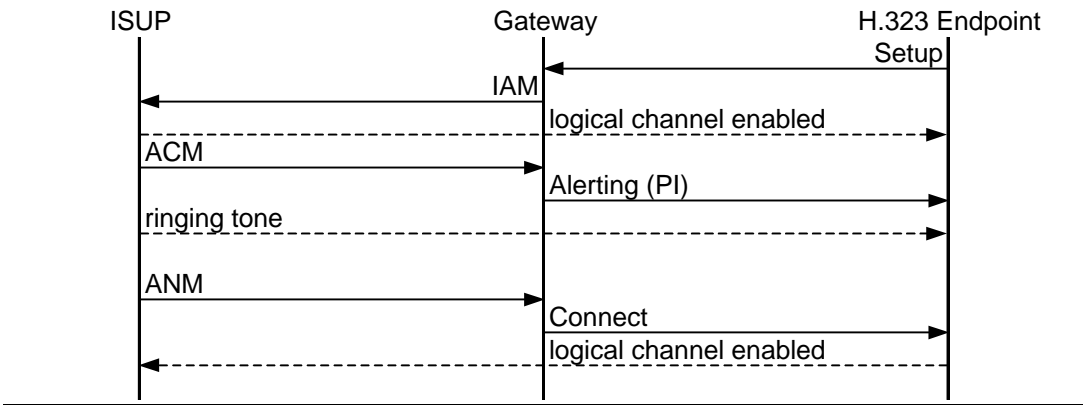 ISUP Gateway H.323 Endpoint
Setup
IAM
logical channel enabled
ACM
Alerting (PI)
ringing tone
ANM
Connect
logical channel enabled